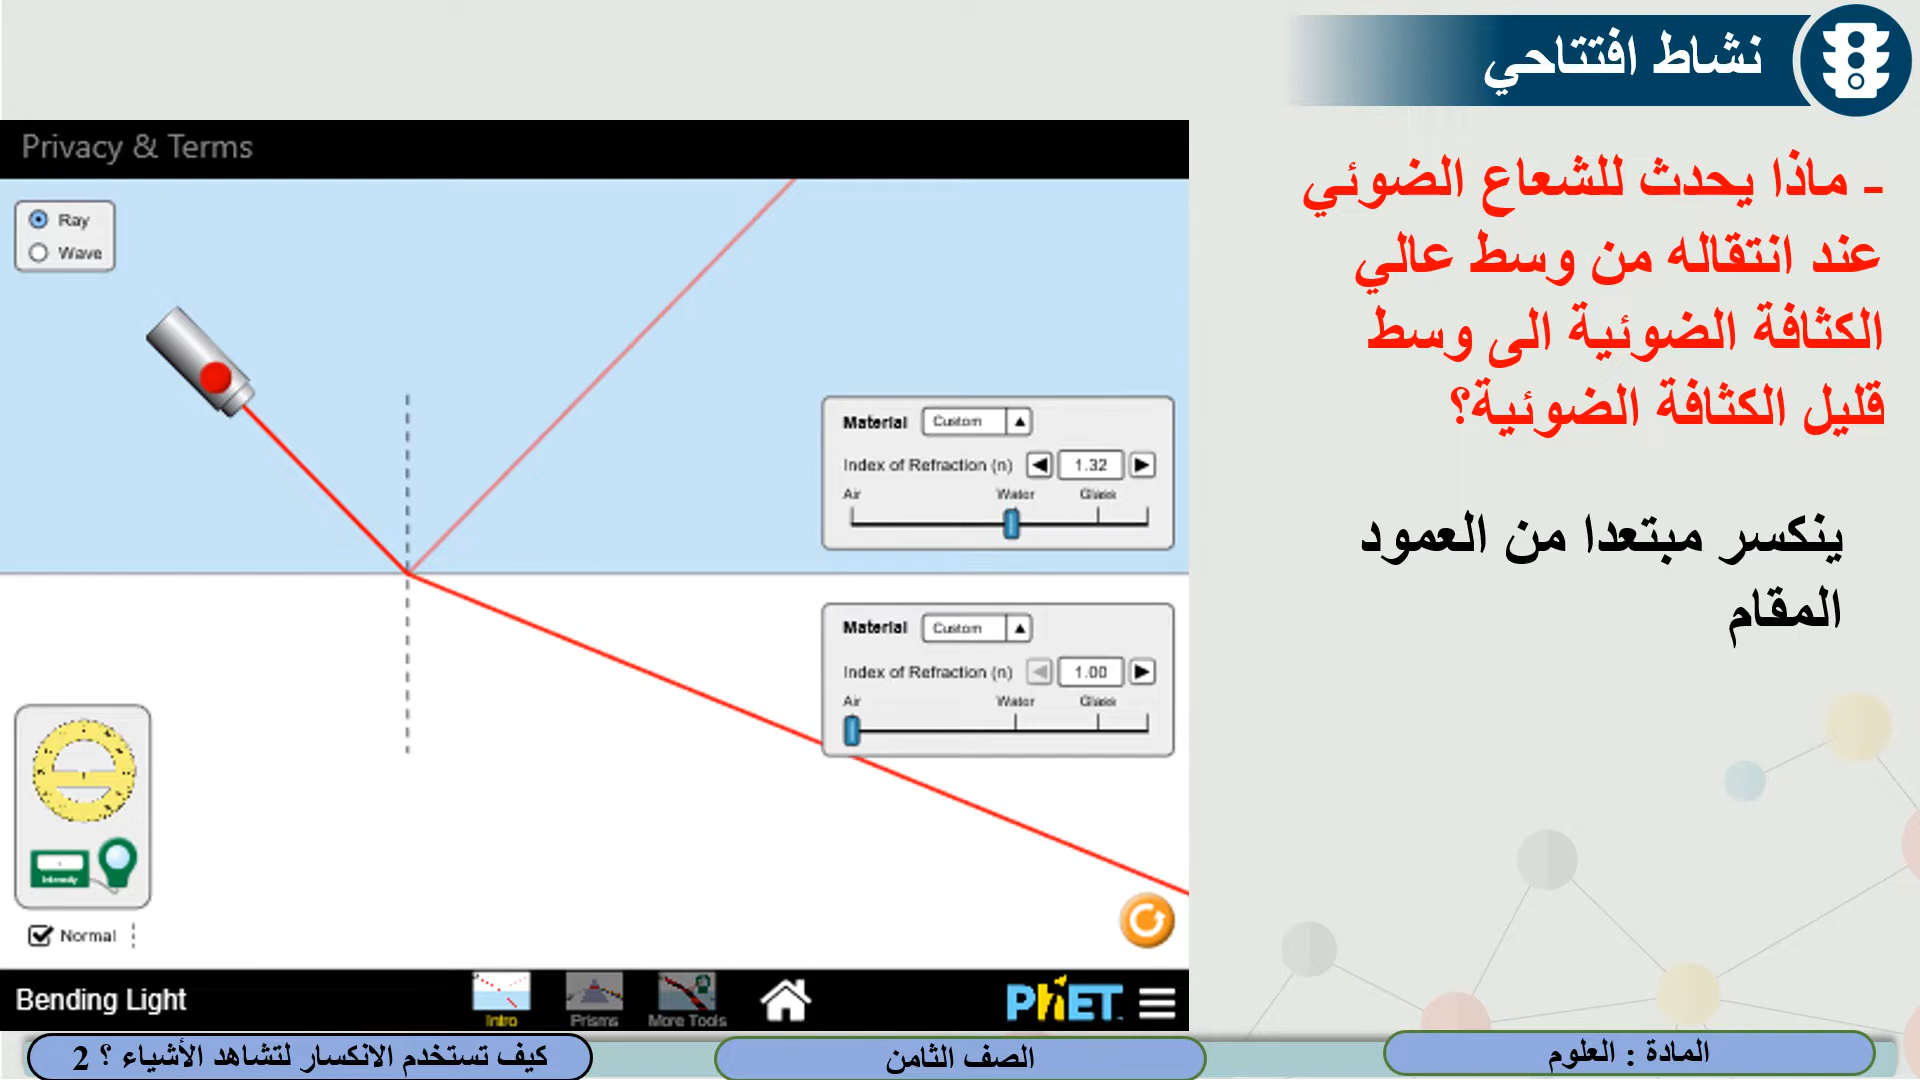 نشاط افتتاحي
- ماذا يحدث للشعاع الضوئي
عند انتقاله من وسط عالي
الكثافة الضوئية الى وسط
قليل الكثافة الضوئية؟
ينكسر مبتعدا من العمود
المقام
Privacy & Terms
Ray
Wave
Material Custom
Index of Refraction (n) 1.32
Air Water Glass
Material Custom
Index of Refraction (n) 1.00
Air Water Glass
Intensity
Normal
Bending Light
Intro
Prisms
More Tools
PhET
المادة : العلوم
الصف الثامن
كيف تستخدم الانكسار لتشاهد الأشياء ؟ 2